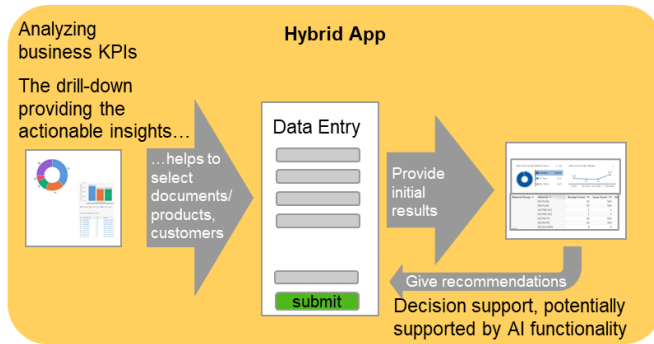 Analyzing
business KPIs
Hybrid App
The drill-down
providing the
actionable insights…
…helps to
select
documents/
products,
customers
Data Entry
submit
Provide
initial
results
Give recommendations
Decision support, potentially
supported by AI functionality